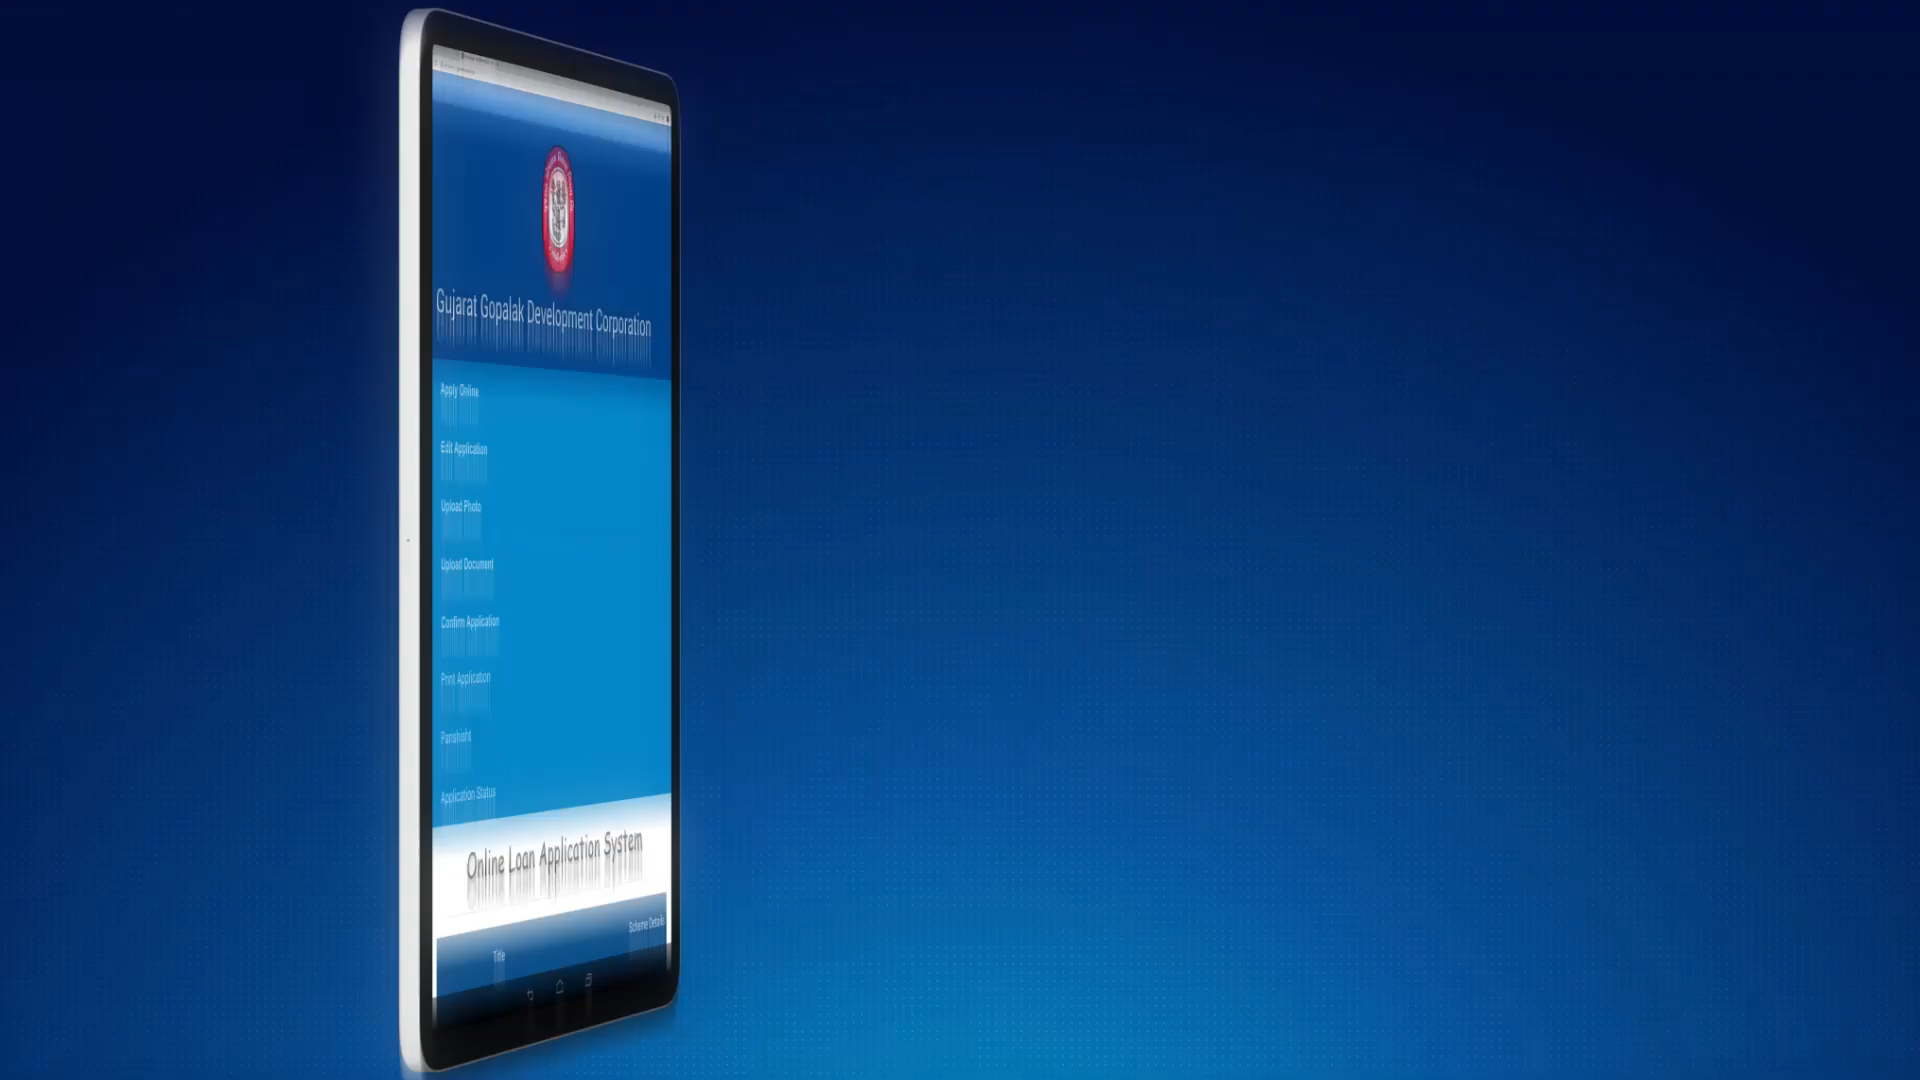 Gujarat Gopalak Development Corporation
Apply Online
Edit Application
Upload Photo
Upload Document
Confirm Application
Print Application
Parishisht
Application Status
Online Loan Application System
Title
Scheme Details